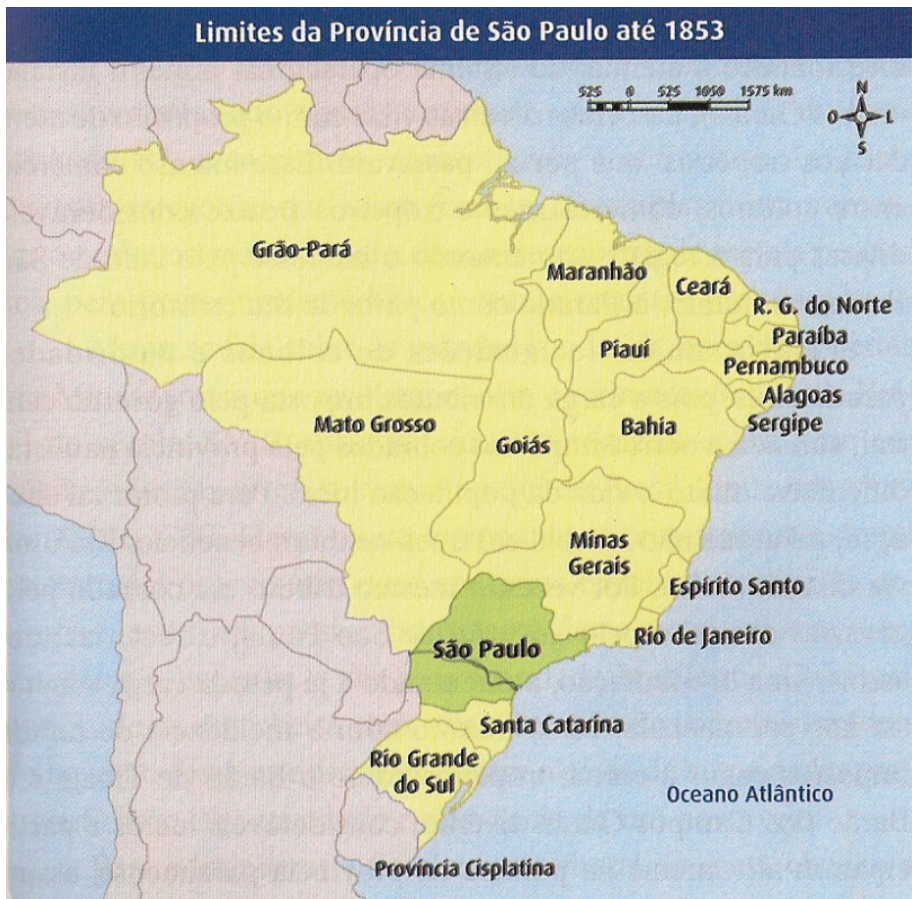 Limites da Província de São Paulo até 1853
525 0 525 1050 1575 km
N
O L
S
Grão-Pará
Maranhão
Ceará
R. G. do Norte
Paraíba
Piauí
Pernambuco
Alagoas
Sergipe
Mato Grosso
Goiás
Bahia
Minas
Gerais
Espírito Santo
São Paulo
Rio de Janeiro
Santa Catarina
Rio Grande
do Sul
Oceano Atlântico
Província Cisplatina